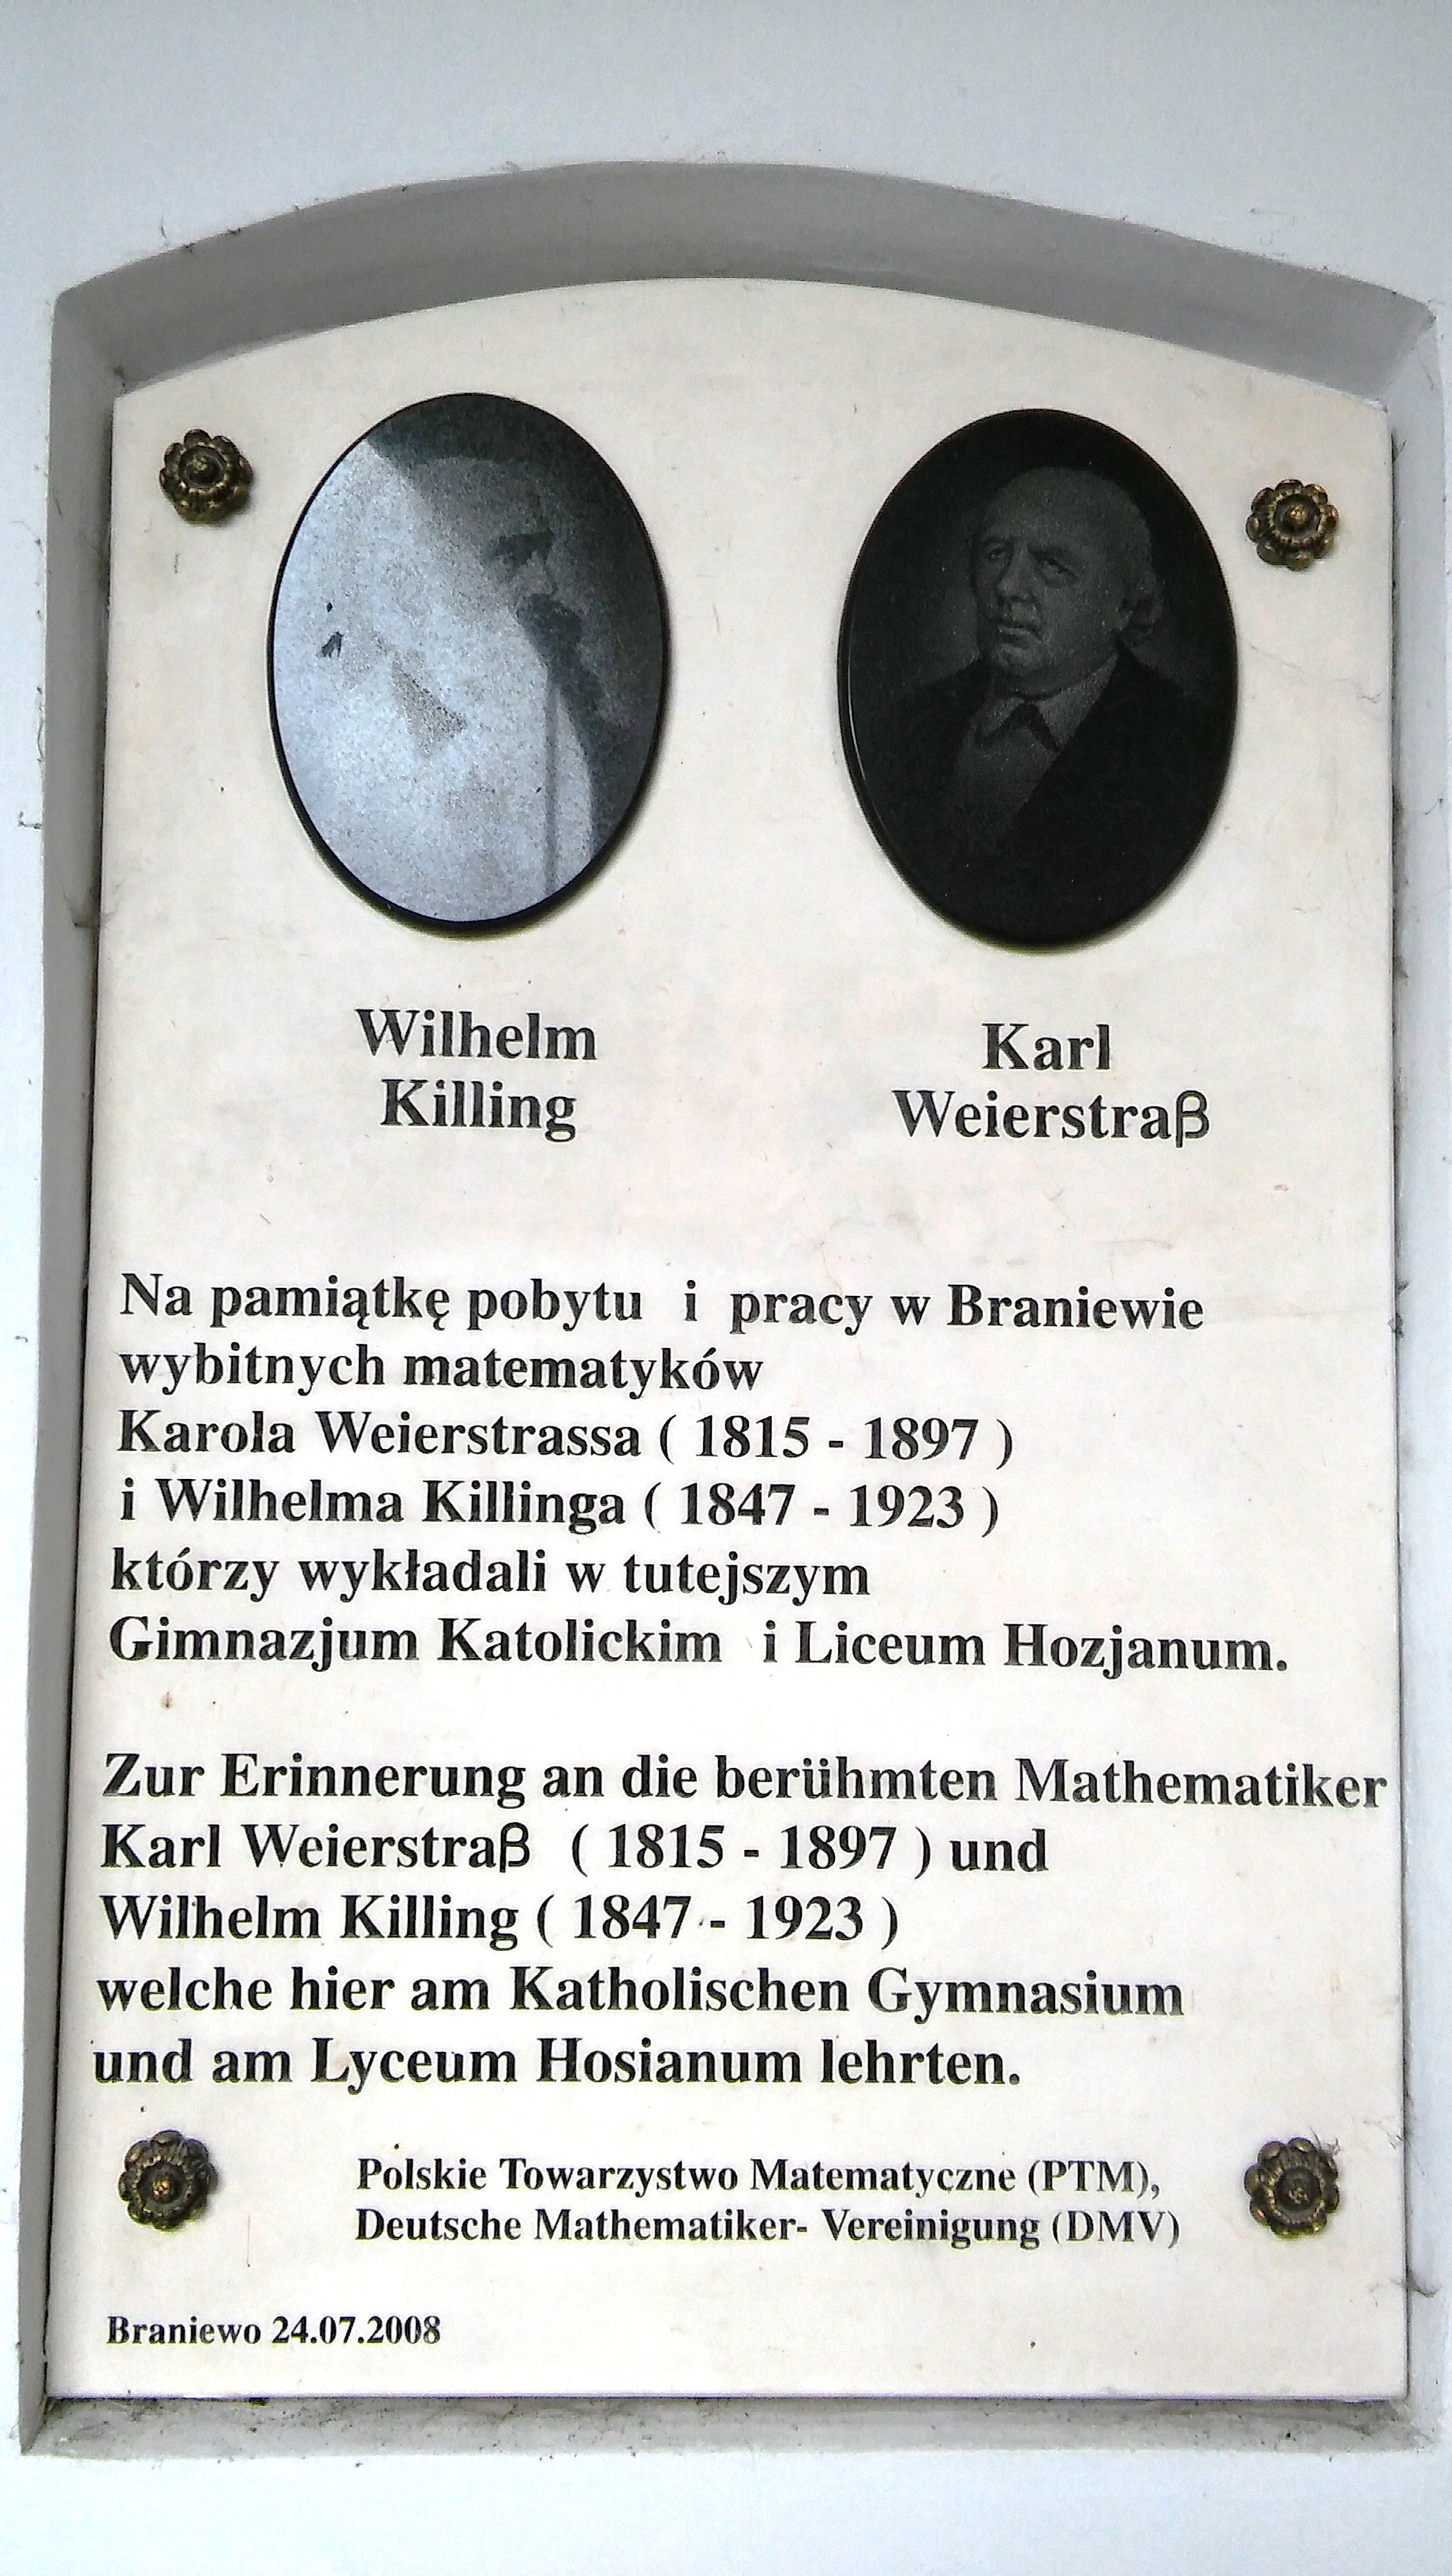 Wilhelm
Killing
Karl
Weierstraß
Na pamiątkę pobytu i pracy w Braniewie
wybitnych matematyków
Karola Weierstrassa ( 1815 - 1897 )
i Wilhelma Killinga ( 1847 - 1923 )
którzy wykładali w tutejszym
Gimnazjum Katolickim i Liceum Hozjanum.
Zur Erinnerung an die berühmten Mathematiker
Karl Weierstraß ( 1815 - 1897 ) und
Wilhelm Killing ( 1847 - 1923 )
welche hier am Katholischen Gymnasium
und am Lyceum Hosianum lehrten.
Polskie Towarzystwo Matematyczne (PTM),
Deutsche Mathematiker- Vereinigung (DMV)
Braniewo 24.07.2008